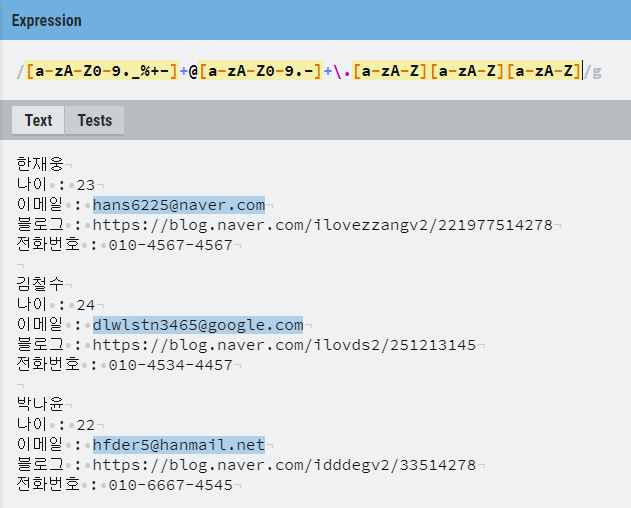 Expression
/[a-zA-Z0-9._%+-]+@[a-zA-Z0-9.-]+\.[a-zA-Z][a-zA-Z][a-zA-Z]/g
Text Tests
한재웅
나이 : 23
이메일 : hans6225@naver.com
블로그 : https://blog.naver.com/ilovezzangv2/221977514278
전화번호 : 010-4567-4567
김철수
나이 : 24
이메일 : dlwlstn3465@google.com
블로그 : https://blog.naver.com/ilovds2/251213145
전화번호 : 010-4534-4457
박나윤
나이 : 22
이메일 : hfder5@hanmail.net
블로그 : https://blog.naver.com/idddegv2/33514278
전화번호 : 010-6667-4545